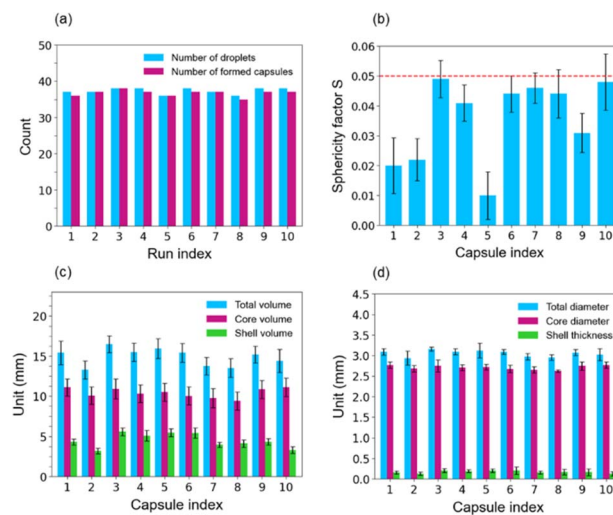 (a)
50
40
30
20
10
0
Count
Number of droplets
Number of formed capsules
1 2 3 4 5 6 7 8 9 10
Run index
(b)
0.06
0.05
0.04
0.03
0.02
0.01
0.00
Sphericity factor S
1 2 3 4 5 6 7 8 9 10
Capsule index
(c)
20
15
10
5
0
Unit (mm)
Total volume
Core volume
Shell volume
1 2 3 4 5 6 7 8 9 10
Capsule index
(d)
4.5
4.0
3.5
3.0
2.5
2.0
1.5
1.0
0.5
0.0
Unit (mm)
Total diameter
Core diameter
Shell thickness
1 2 3 4 5 6 7 8 9 10
Capsule index